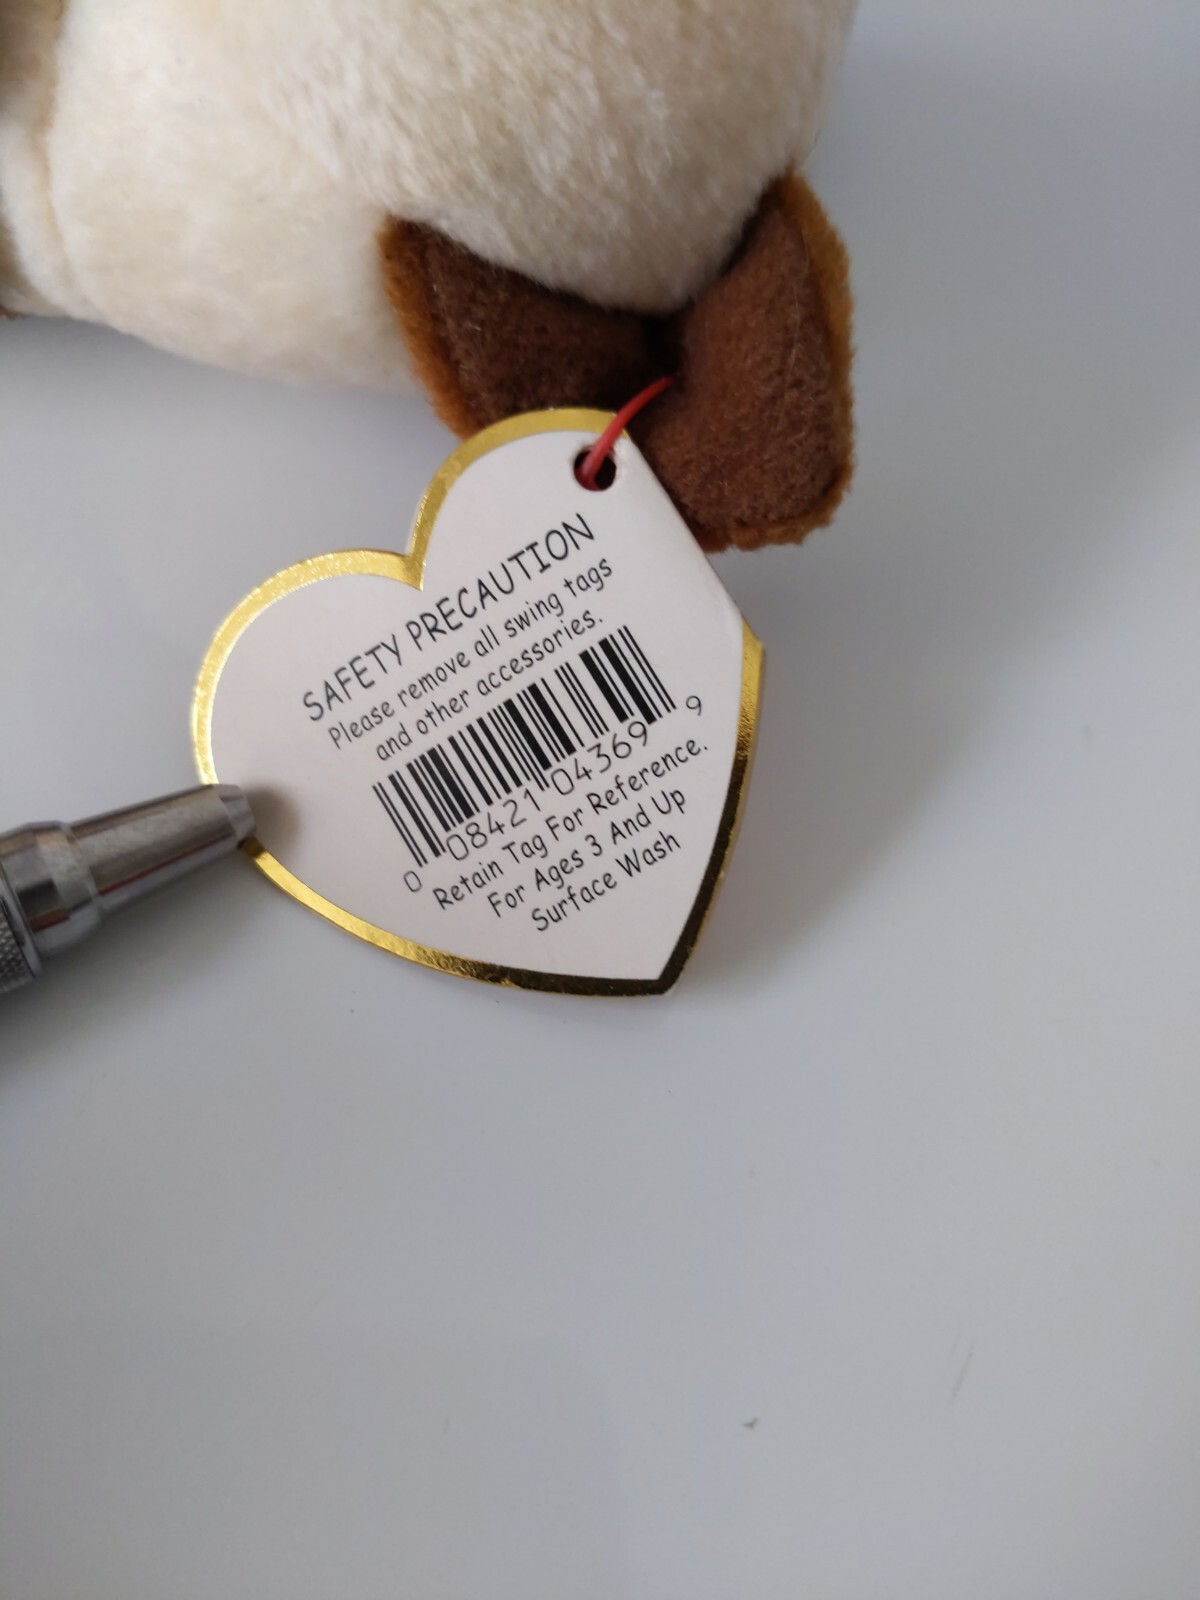 SAFETY PRECAUTION
Please remove all swing tags
and other accessories.
0 08421 04369 9
Retain Tag For Reference.
For Ages 3 And Up
Surface Wash